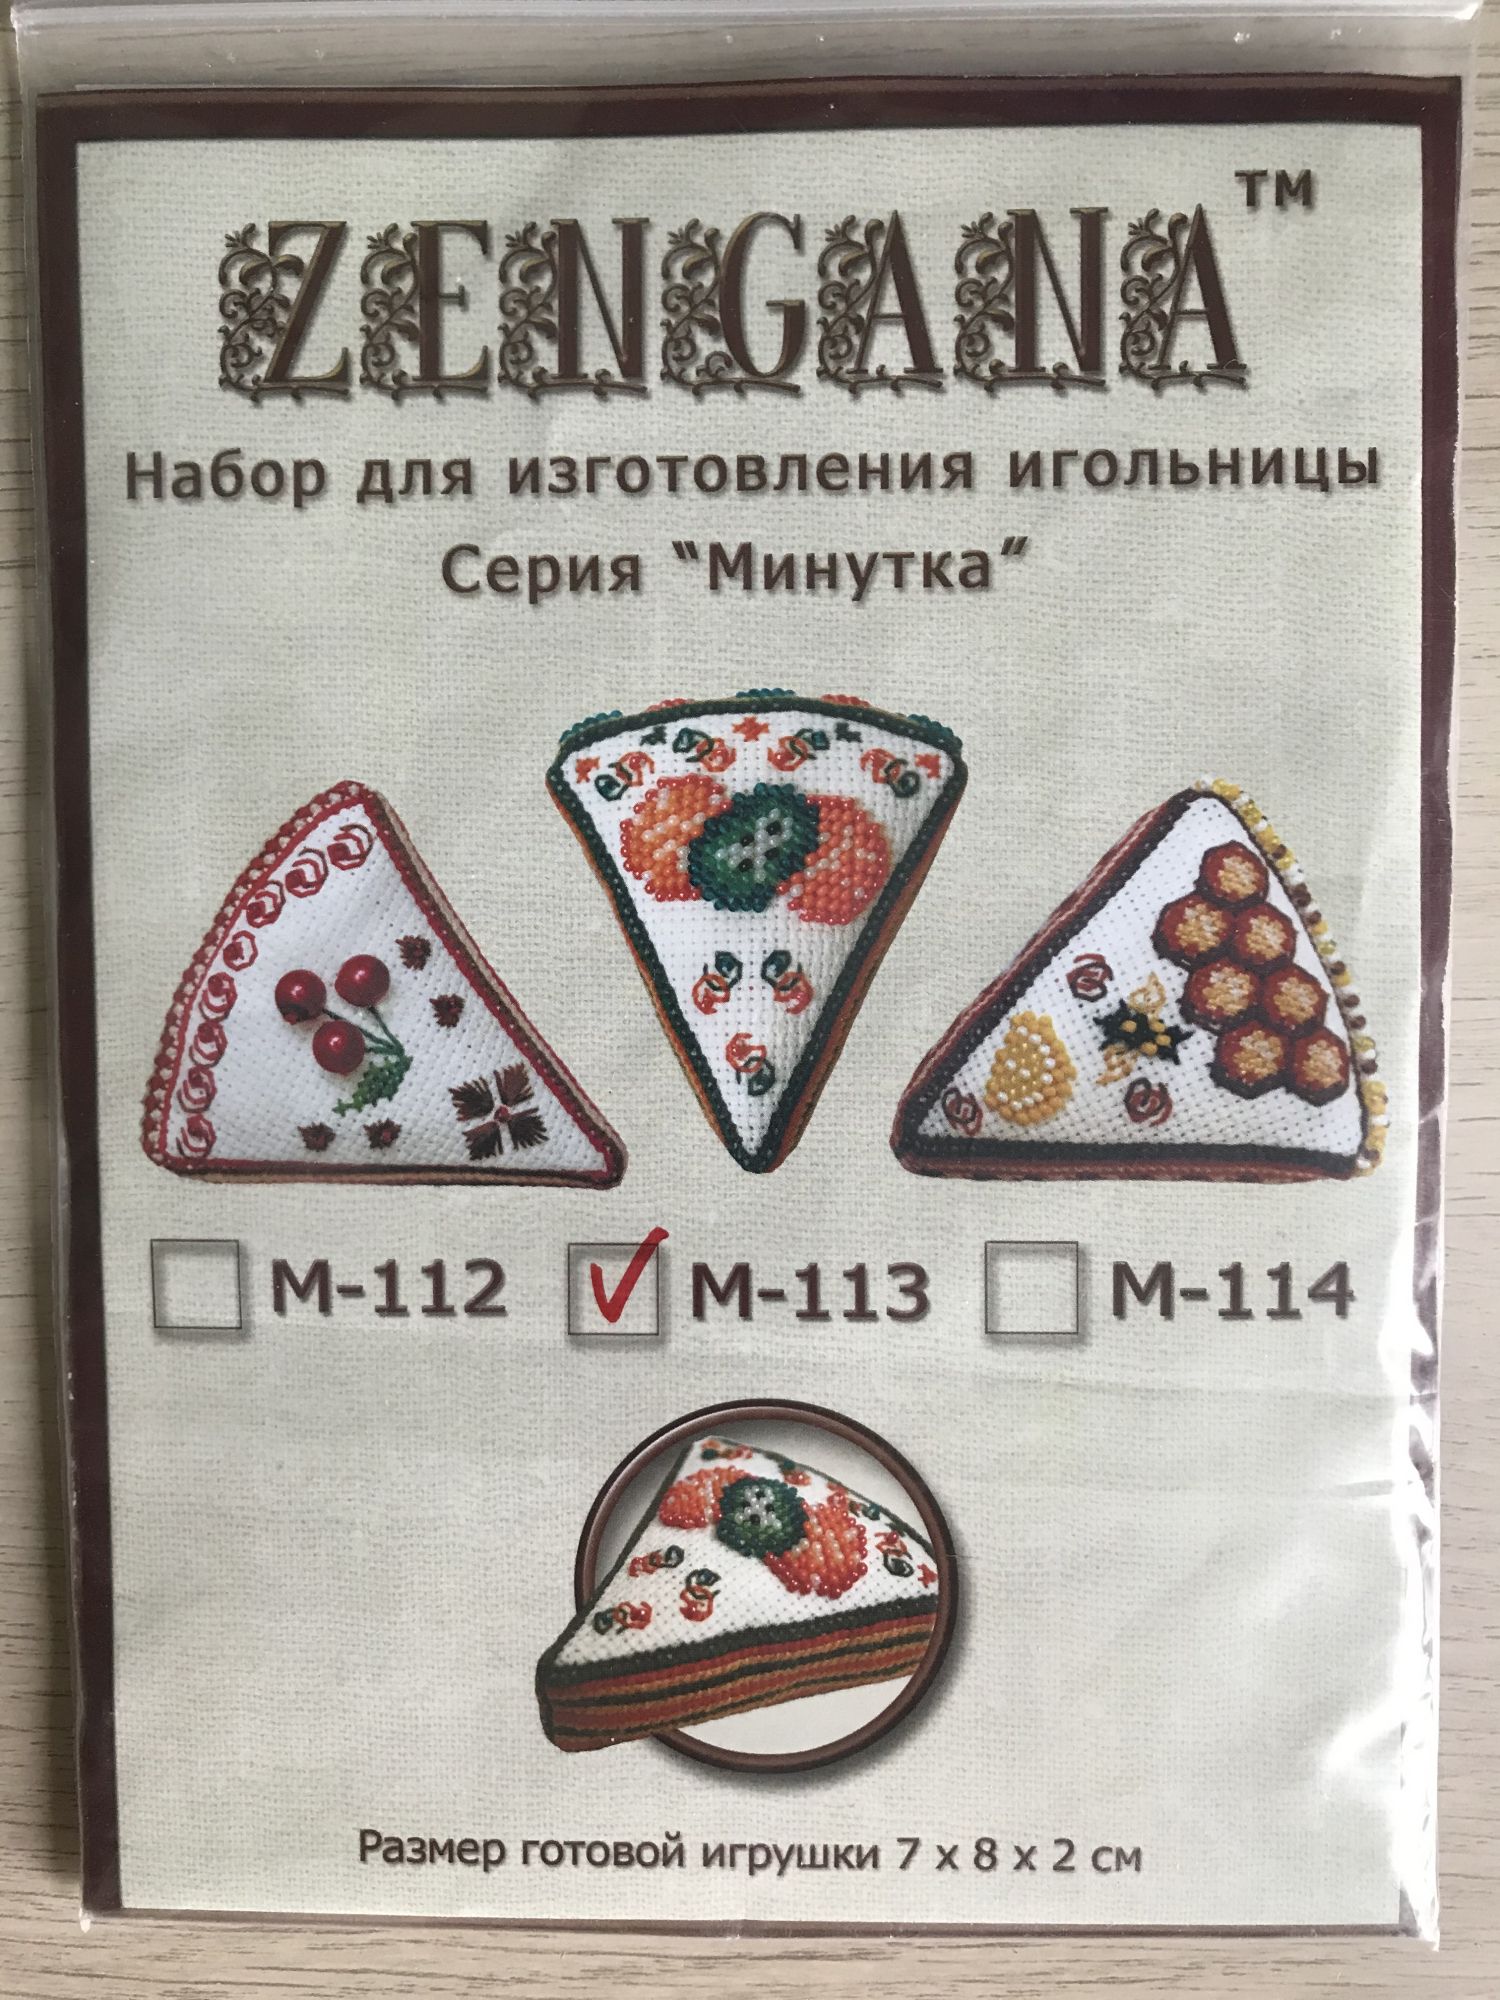 ZENGANA™
Набор для изготовления игольницы
Серия "Минутка"
М-112 М-113 М-114
Размер готовой игрушки 7 х 8 х 2 см